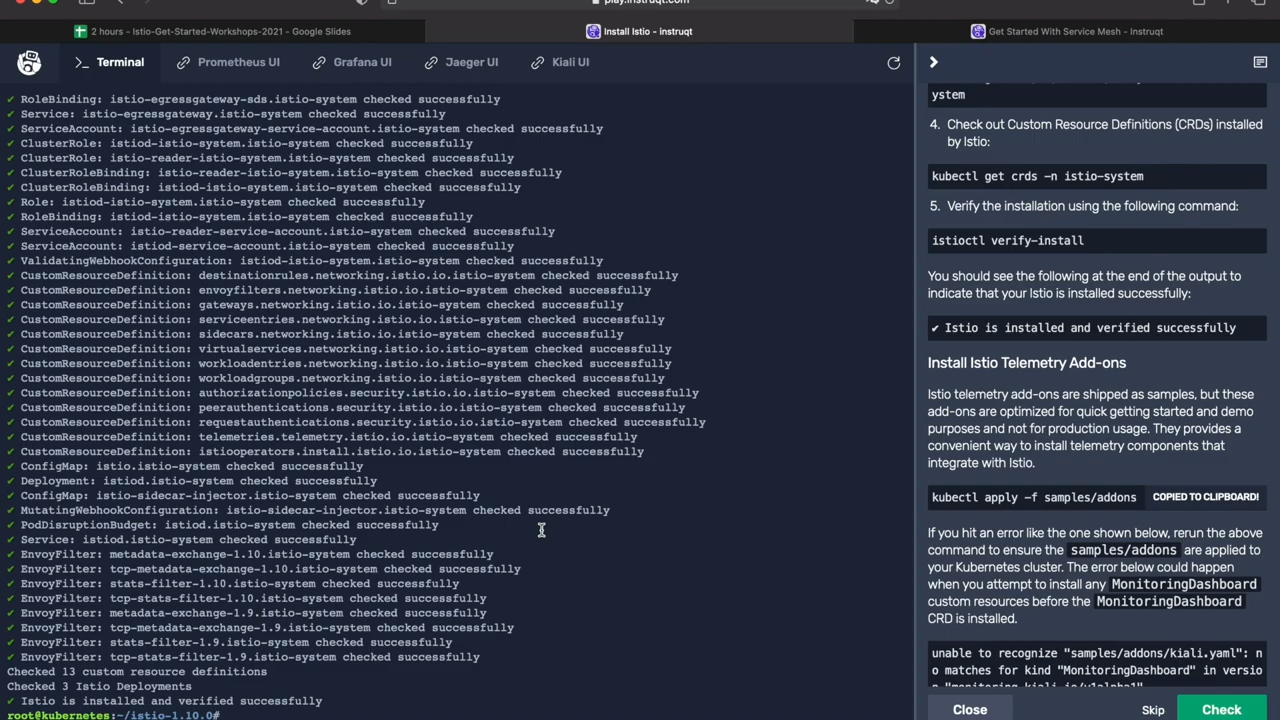 play.instruqt.com
2 hours - Istio-Get-Started-Workshops-2021 - Google Slides
Install Istio - instruqt
Get Started With Service Mesh - Instruqt
>_ Terminal
Prometheus UI
Grafana UI
Jaeger UI
Kiali UI
✔ RoleBinding: istio-egressgateway-sds.istio-system checked successfully
✔ Service: istio-egressgateway.istio-system checked successfully
✔ ServiceAccount: istio-egressgateway-service-account.istio-system checked successfully
✔ ClusterRole: istiod-istio-system.istio-system checked successfully
✔ ClusterRole: istio-reader-istio-system.istio-system checked successfully
✔ ClusterRoleBinding: istio-reader-istio-system.istio-system checked successfully
✔ ClusterRoleBinding: istiod-istio-system.istio-system checked successfully
✔ Role: istiod-istio-system.istio-system checked successfully
✔ RoleBinding: istiod-istio-system.istio-system checked successfully
✔ ServiceAccount: istio-reader-service-account.istio-system checked successfully
✔ ServiceAccount: istiod-service-account.istio-system checked successfully
✔ ValidatingWebhookConfiguration: istiod-istio-system.istio-system checked successfully
✔ CustomResourceDefinition: destinationrules.networking.istio.io.istio-system checked successfully
✔ CustomResourceDefinition: envoyfilters.networking.istio.io.istio-system checked successfully
✔ CustomResourceDefinition: gateways.networking.istio.io.istio-system checked successfully
✔ CustomResourceDefinition: serviceentries.networking.istio.io.istio-system checked successfully
✔ CustomResourceDefinition: sidecars.networking.istio.io.istio-system checked successfully
✔ CustomResourceDefinition: virtualservices.networking.istio.io.istio-system checked successfully
✔ CustomResourceDefinition: workloadentries.networking.istio.io.istio-system checked successfully
✔ CustomResourceDefinition: workloadgroups.networking.istio.io.istio-system checked successfully
✔ CustomResourceDefinition: authorizationpolicies.security.istio.io.istio-system checked successfully
✔ CustomResourceDefinition: peerauthentications.security.istio.io.istio-system checked successfully
✔ CustomResourceDefinition: requestauthentications.security.istio.io.istio-system checked successfully
✔ CustomResourceDefinition: telemetries.telemetry.istio.io.istio-system checked successfully
✔ CustomResourceDefinition: istiooperators.install.istio.io.istio-system checked successfully
✔ ConfigMap: istio.istio-system checked successfully
✔ Deployment: istiod.istio-system checked successfully
✔ ConfigMap: istio-sidecar-injector.istio-system checked successfully
✔ MutatingWebhookConfiguration: istio-sidecar-injector.istio-system checked successfully
✔ PodDisruptionBudget: istiod.istio-system checked successfully
✔ Service: istiod.istio-system checked successfully
✔ EnvoyFilter: metadata-exchange-1.10.istio-system checked successfully
✔ EnvoyFilter: tcp-metadata-exchange-1.10.istio-system checked successfully
✔ EnvoyFilter: stats-filter-1.10.istio-system checked successfully
✔ EnvoyFilter: tcp-stats-filter-1.10.istio-system checked successfully
✔ EnvoyFilter: metadata-exchange-1.9.istio-system checked successfully
✔ EnvoyFilter: tcp-metadata-exchange-1.9.istio-system checked successfully
✔ EnvoyFilter: stats-filter-1.9.istio-system checked successfully
✔ EnvoyFilter: tcp-stats-filter-1.9.istio-system checked successfully
Checked 13 custom resource definitions
Checked 3 Istio Deployments
✔ Istio is installed and verified successfully
root@kubernetes:~/istio-1.10.0#
ystem
4. Check out Custom Resource Definitions (CRDs) installed
by Istio:
kubectl get crds -n istio-system
5. Verify the installation using the following command:
istioctl verify-install
You should see the following at the end of the output to
indicate that your Istio is installed successfully:
✔ Istio is installed and verified successfully
Install Istio Telemetry Add-ons
Istio telemetry add-ons are shipped as samples, but these
add-ons are optimized for quick getting started and demo
purposes and not for production usage. They provides a
convenient way to install telemetry components that
integrate with Istio.
kubectl apply -f samples/addons COPIED TO CLIPBOARD!
If you hit an error like the one shown below, rerun the above
command to ensure the samples/addons are applied to
your Kubernetes cluster. The error below could happen
when you attempt to install any MonitoringDashboard
custom resources before the MonitoringDashboard
CRD is installed.
unable to recognize "samples/addons/kiali.yaml": n
o matches for kind "MonitoringDashboard" in versio
n "monitoring.kiali.io/v1alpha1"
Close
Skip
Check